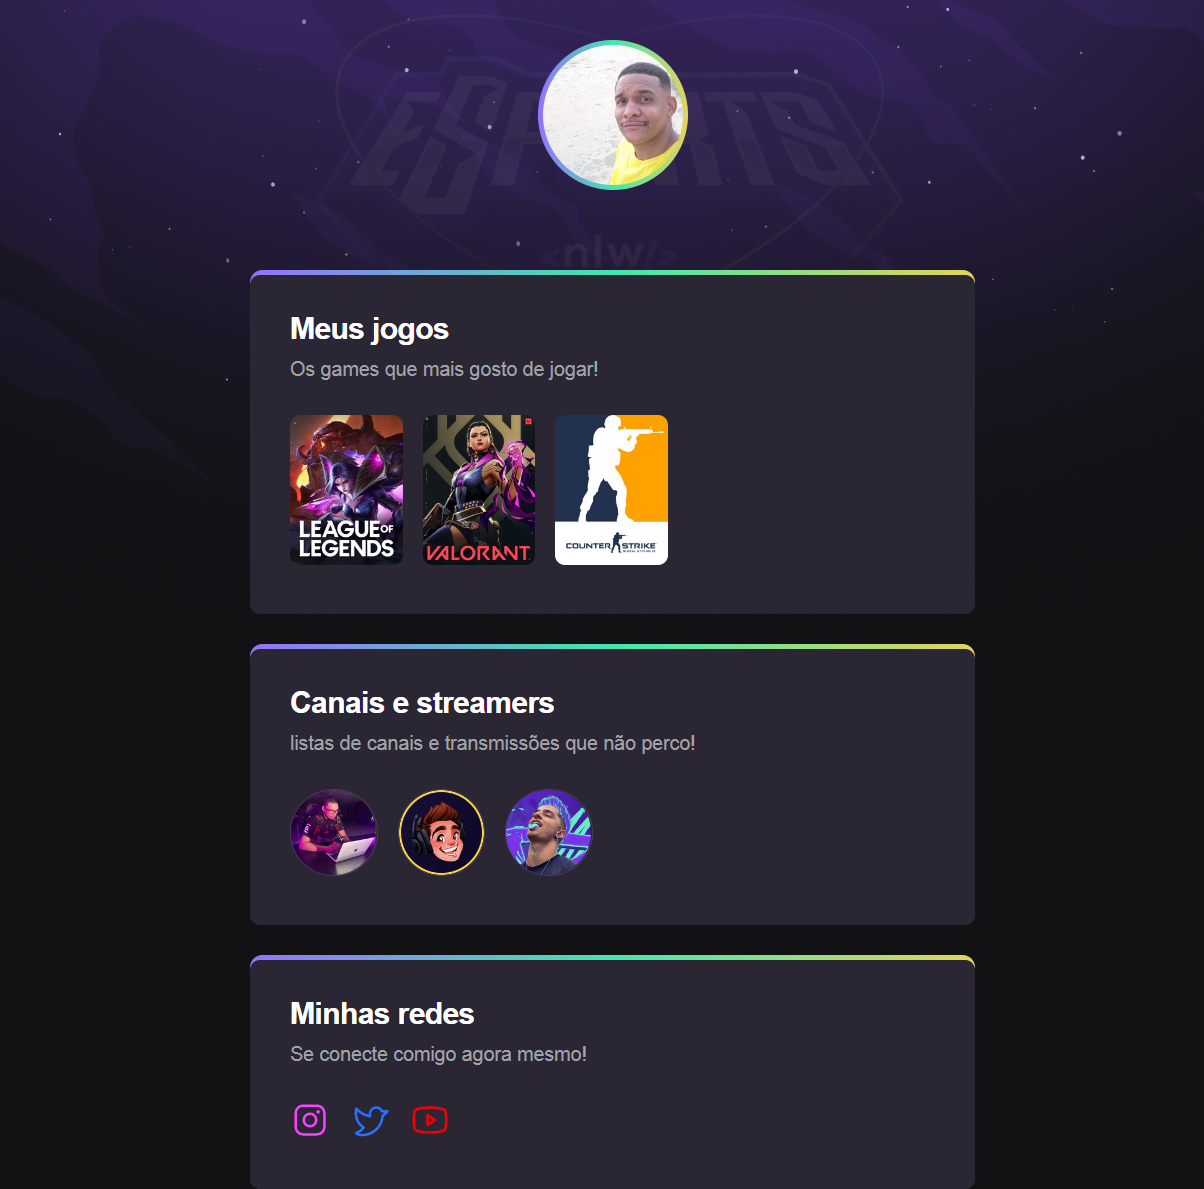 ESPORTS
<nlw/>
Meus jogos
Os games que mais gosto de jogar!
LEAGUE OF
LEGENDS
VALORANT
COUNTER STRIKE
Canais e streamers
listas de canais e transmissões que não perco!
Minhas redes
Se conecte comigo agora mesmo!